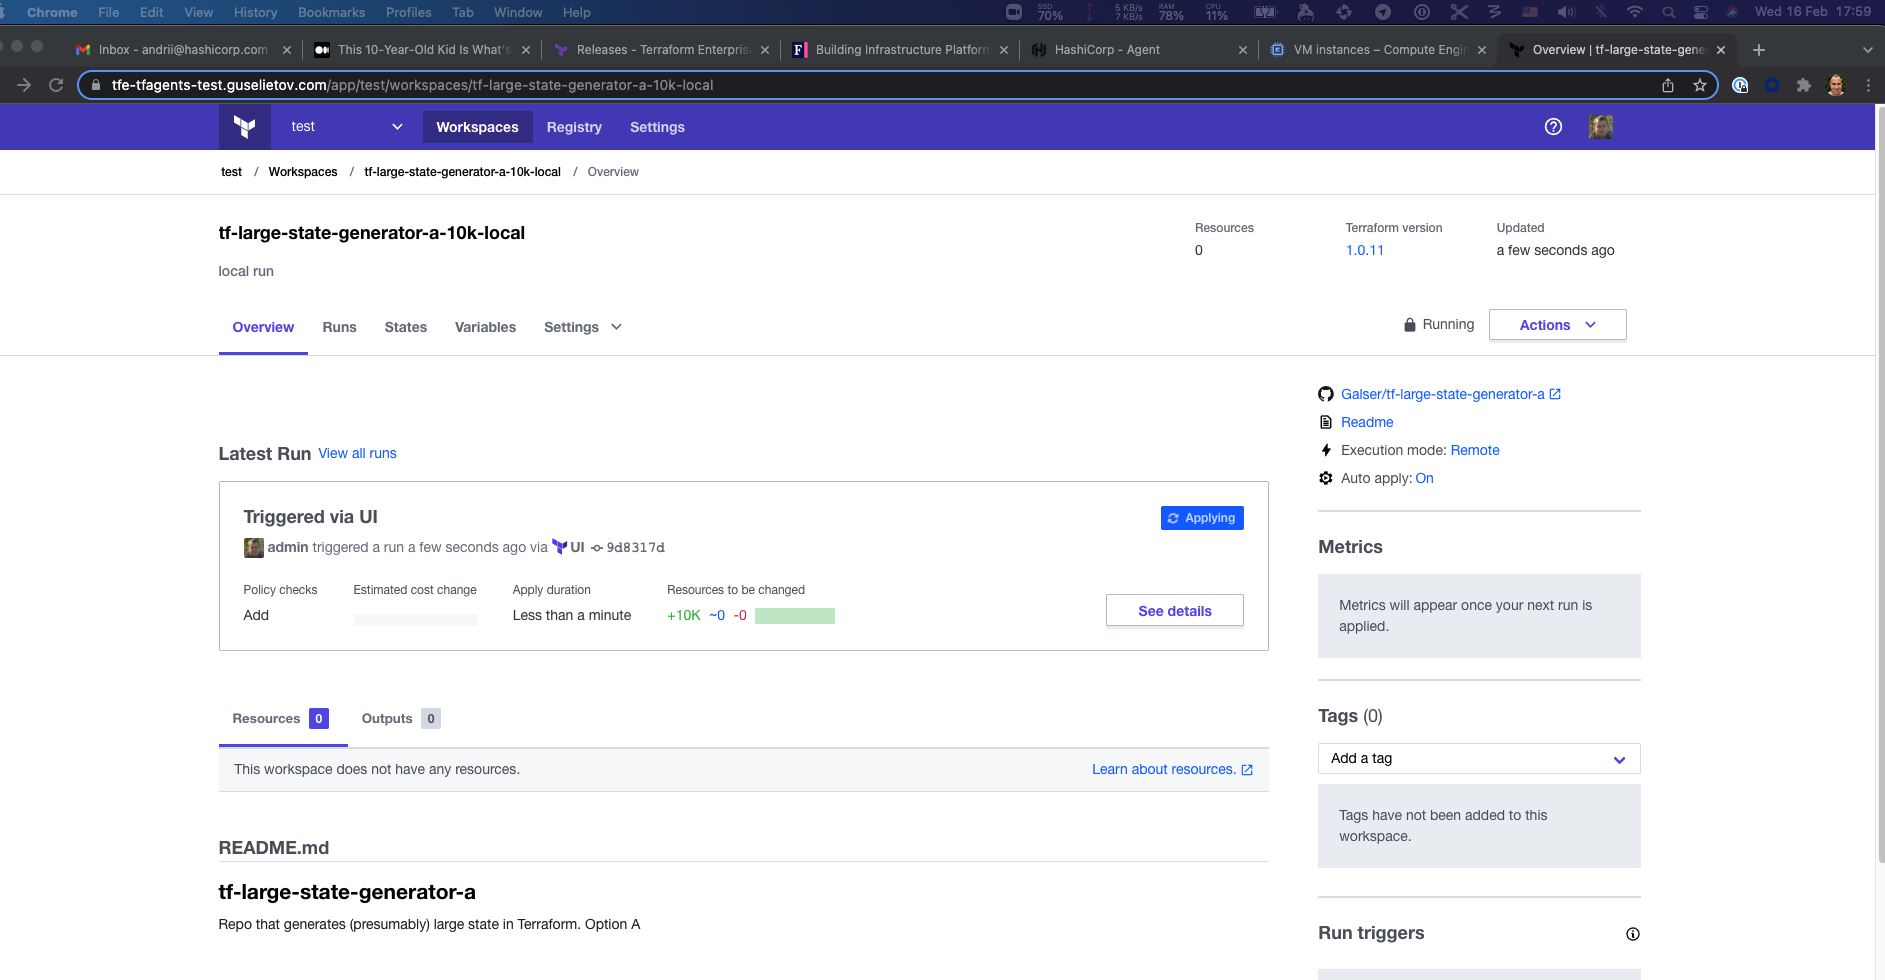 Chrome File Edit View History Bookmarks Profiles Tab Window Help SSD 70% 5 KB/s 7 KB/s RAM 78% CPU 11% Wed 16 Feb 17:59
Inbox - andrii@hashicorp.com This 10-Year-Old Kid Is What's Releases - Terraform Enterpris Building Infrastructure Platform HashiCorp - Agent VM instances – Compute Engin Overview | tf-large-state-gener
tfe-tfagents-test.guselietov.com/app/test/workspaces/tf-large-state-generator-a-10k-local
test Workspaces Registry Settings
test / Workspaces / tf-large-state-generator-a-10k-local / Overview
tf-large-state-generator-a-10k-local
local run
Resources
0
Terraform version
1.0.11
Updated
a few seconds ago
Overview Runs States Variables Settings
Running Actions
Latest Run View all runs
Triggered via UI
Applying
admin triggered a run a few seconds ago via UI 9d8317d
Policy checks Estimated cost change Apply duration Resources to be changed
Add Less than a minute +10K ~0 -0
See details
Resources 0 Outputs 0
This workspace does not have any resources. Learn about resources.
README.md
tf-large-state-generator-a
Repo that generates (presumably) large state in Terraform. Option A
Galser/tf-large-state-generator-a
Readme
Execution mode: Remote
Auto apply: On
Metrics
Metrics will appear once your next run is
applied.
Tags (0)
Add a tag
Tags have not been added to this
workspace.
Run triggers